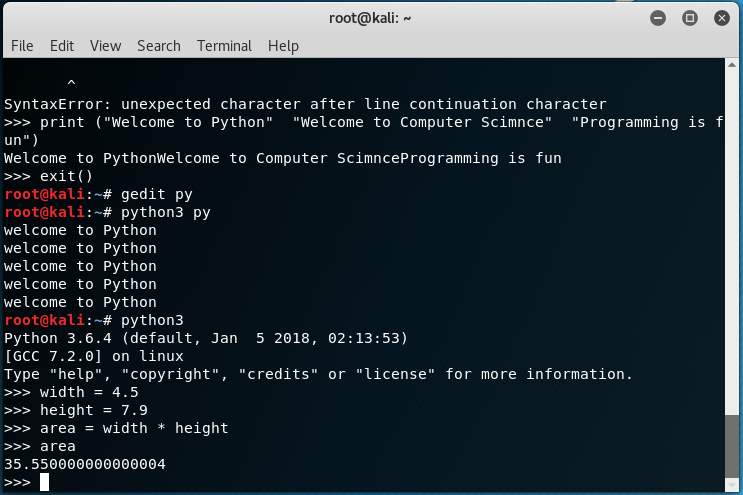 root@kali: ~
File Edit View Search Terminal Help
^
SyntaxError: unexpected character after line continuation character
>>> print ("Welcome to Python"  "Welcome to Computer Scimnce"  "Programming is f
un")
Welcome to PythonWelcome to Computer ScimnceProgramming is fun
>>> exit()
root@kali:~# gedit py
root@kali:~# python3 py
welcome to Python
welcome to Python
welcome to Python
welcome to Python
welcome to Python
root@kali:~# python3
Python 3.6.4 (default, Jan  5 2018, 02:13:53)
[GCC 7.2.0] on linux
Type "help", "copyright", "credits" or "license" for more information.
>>> width = 4.5
>>> height = 7.9
>>> area = width * height
>>> area
35.550000000000004
>>>